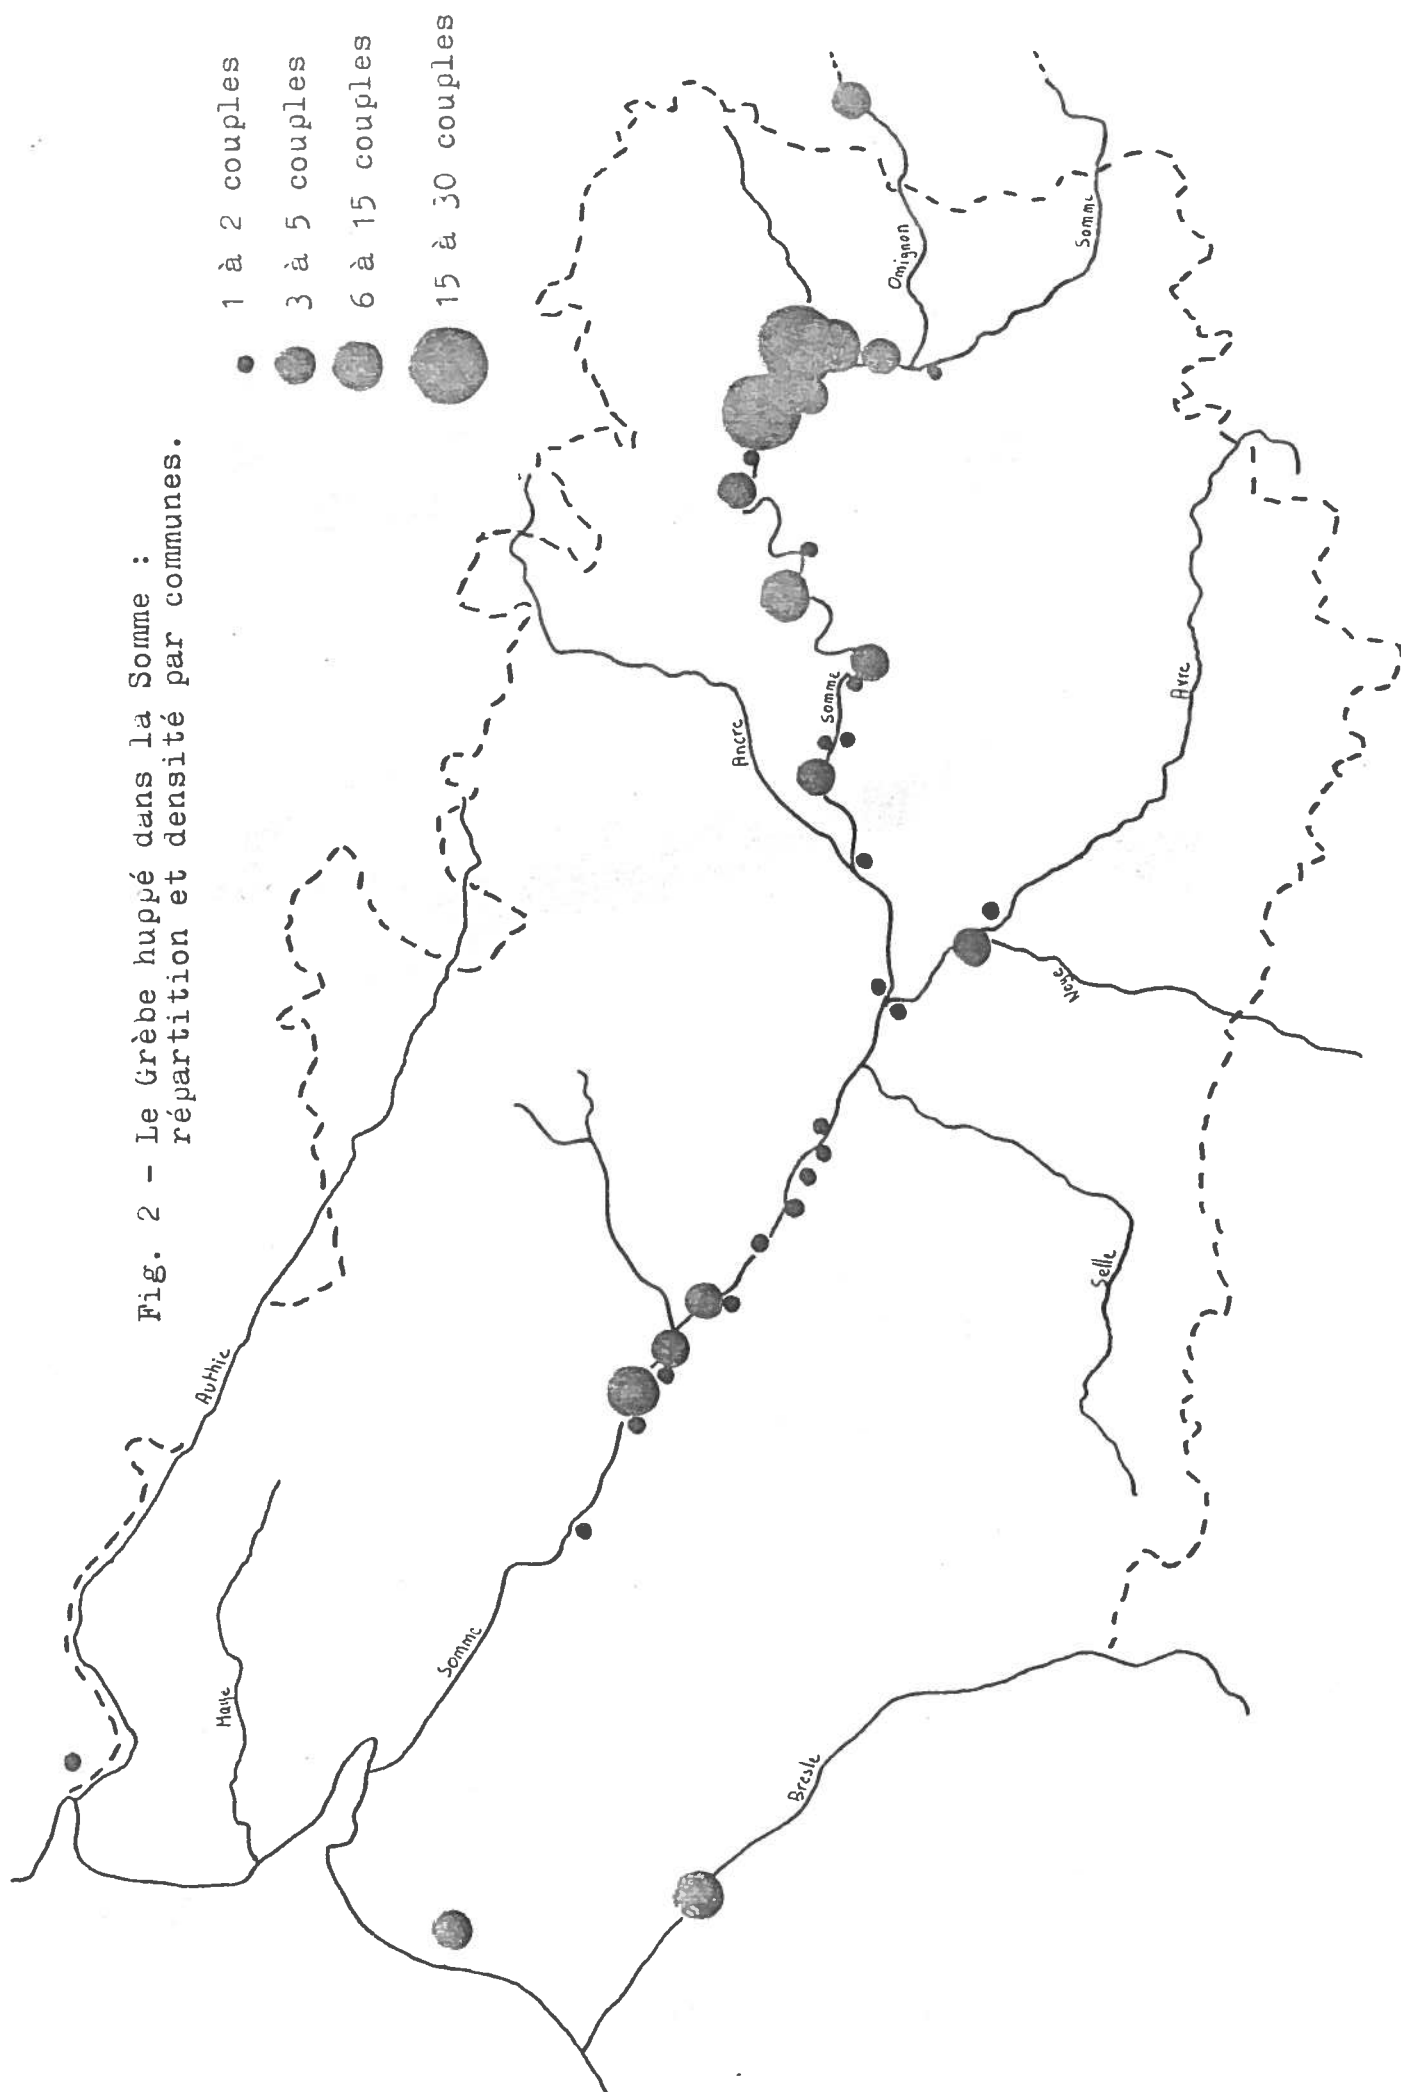 Fig. 2 - Le Grèbe huppé dans la Somme :
répartition et densité par communes.
1 à 2 couples
3 à 5 couples
6 à 15 couples
15 à 30 couples
Authie
Maye
Somme
Bresle
Selle
Noye
Avre
Ancre
Somme
Omignon
Somme